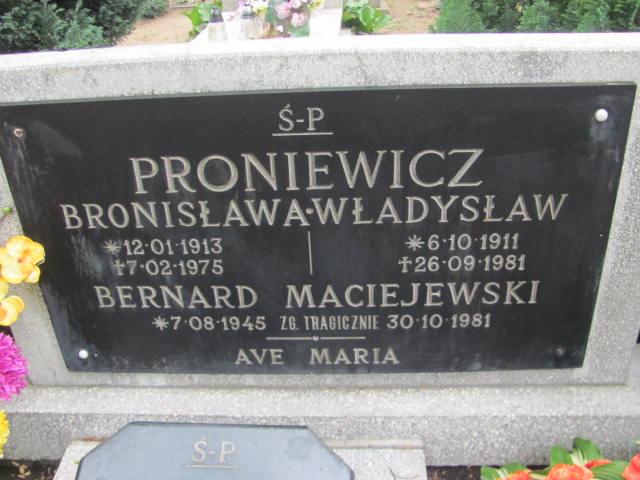 Ś-P
PRONIEWICZ
BRONISŁAWA·WŁADYSŁAW
*12·01·1913 *6·10·1911
†7·02·1975 †26·09·1981
BERNARD MACIEJEWSKI
*7·08·1945 ZG. TRAGICZNIE 30·10·1981
AVE MARIA
Ś-P